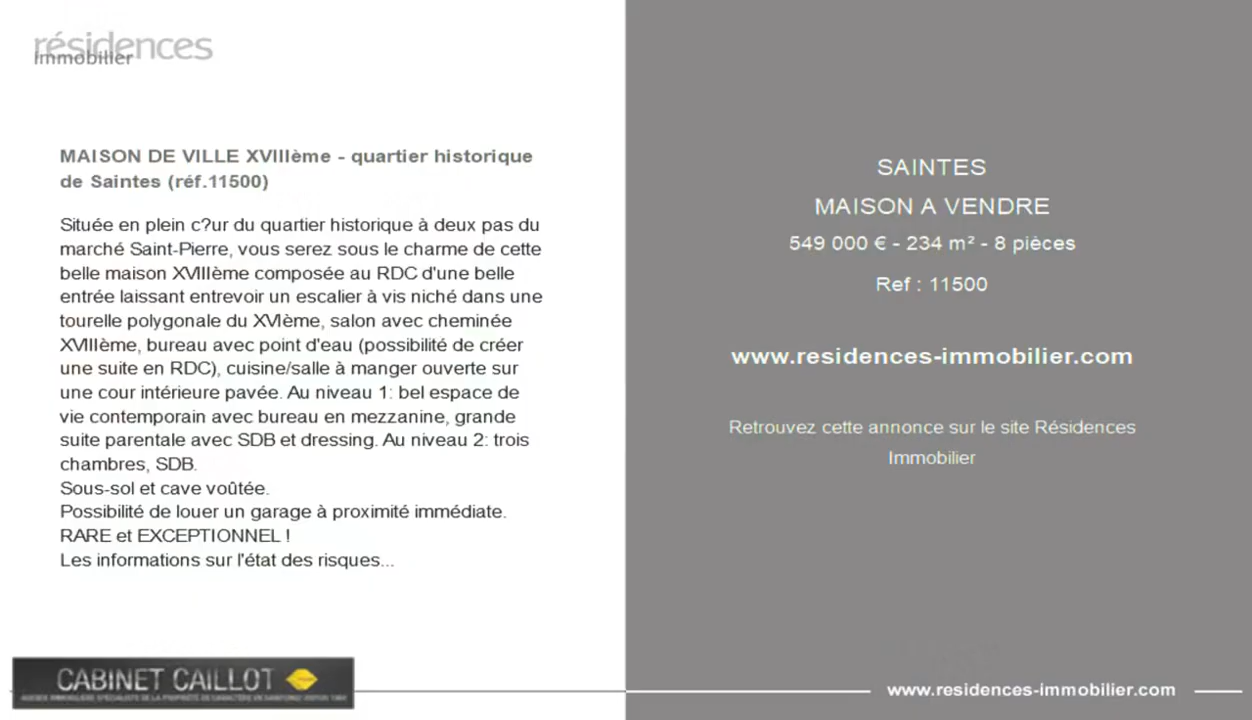 résidences
immobilier
MAISON DE VILLE XVIIIème - quartier historique
de Saintes (réf.11500)
Située en plein c?ur du quartier historique à deux pas du
marché Saint-Pierre, vous serez sous le charme de cette
belle maison XVIIIème composée au RDC d'une belle
entrée laissant entrevoir un escalier à vis niché dans une
tourelle polygonale du XVIème, salon avec cheminée
XVIIIème, bureau avec point d'eau (possibilité de créer
une suite en RDC), cuisine/salle à manger ouverte sur
une cour intérieure pavée. Au niveau 1: bel espace de
vie contemporain avec bureau en mezzanine, grande
suite parentale avec SDB et dressing. Au niveau 2: trois
chambres, SDB.
Sous-sol et cave voûtée.
Possibilité de louer un garage à proximité immédiate.
RARE et EXCEPTIONNEL !
Les informations sur l'état des risques...
CABINET CAILLOT
SAINTES
MAISON A VENDRE
549 000 € - 234 m² - 8 pièces
Ref : 11500
www.residences-immobilier.com
Retrouvez cette annonce sur le site Résidences
Immobilier
www.residences-immobilier.com